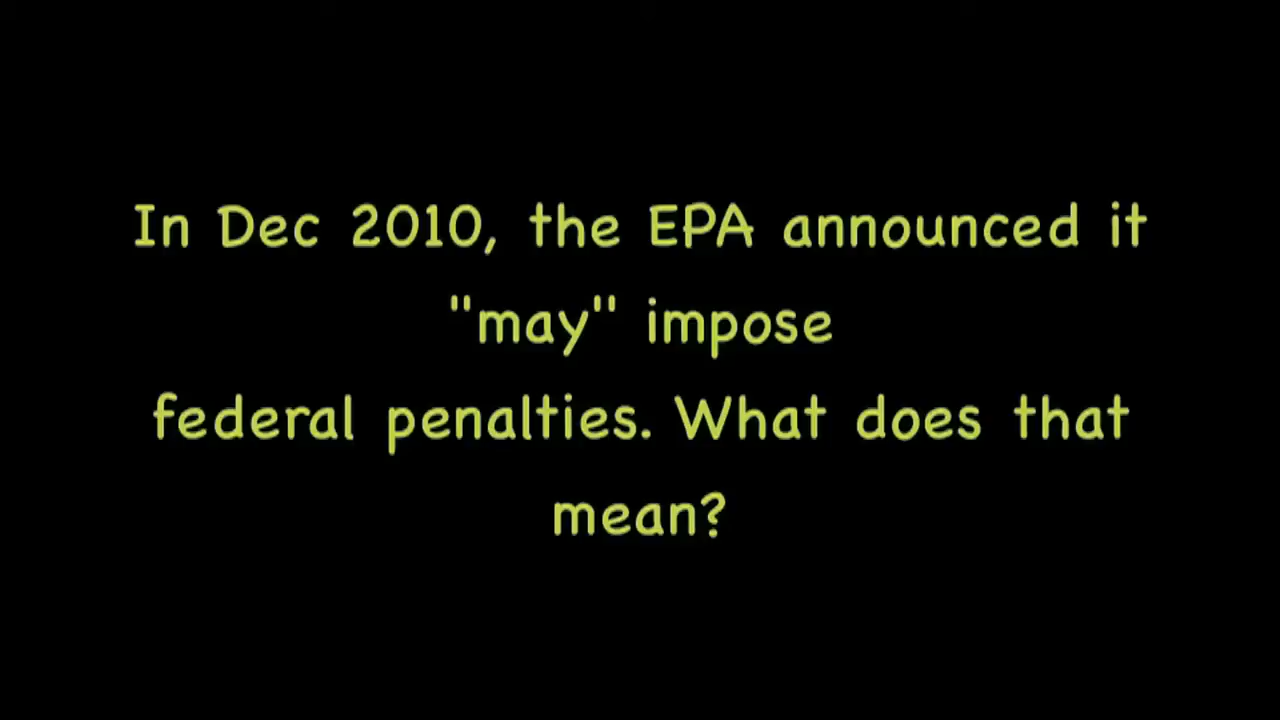 In Dec 2010, the EPA announced it
"may" impose
federal penalties. What does that
mean?